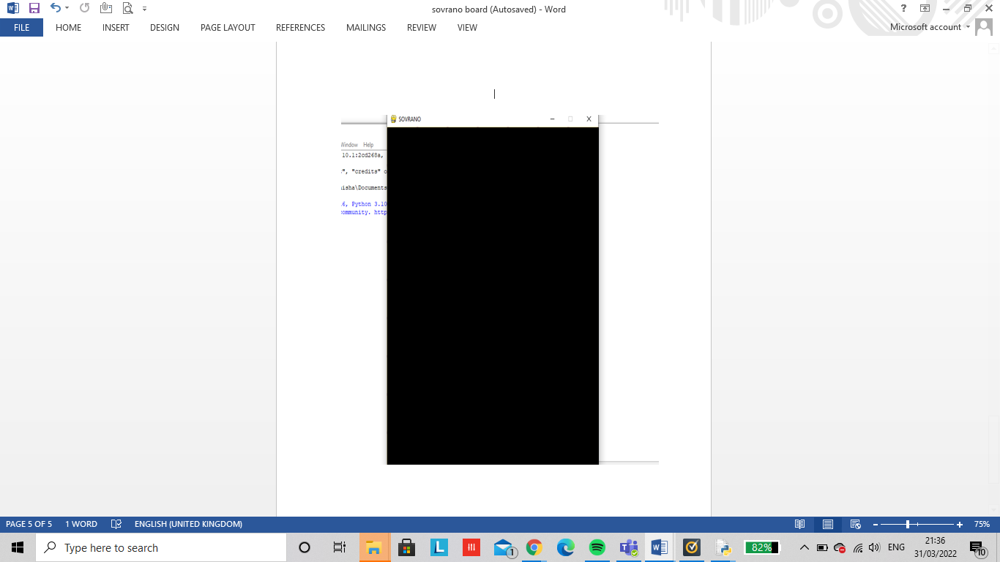 sovrano board (Autosaved) - Word
FILE HOME INSERT DESIGN PAGE LAYOUT REFERENCES MAILINGS REVIEW VIEW
Microsoft account
SOVRANO
Window Help
10.1:2cd268a,
", "credits" o
isha\Documents
6, Python 3.10
ommunity. http
PAGE 5 OF 5 1 WORD ENGLISH (UNITED KINGDOM) 75%
Type here to search
L
1
82%
ENG
21:36
31/03/2022
10